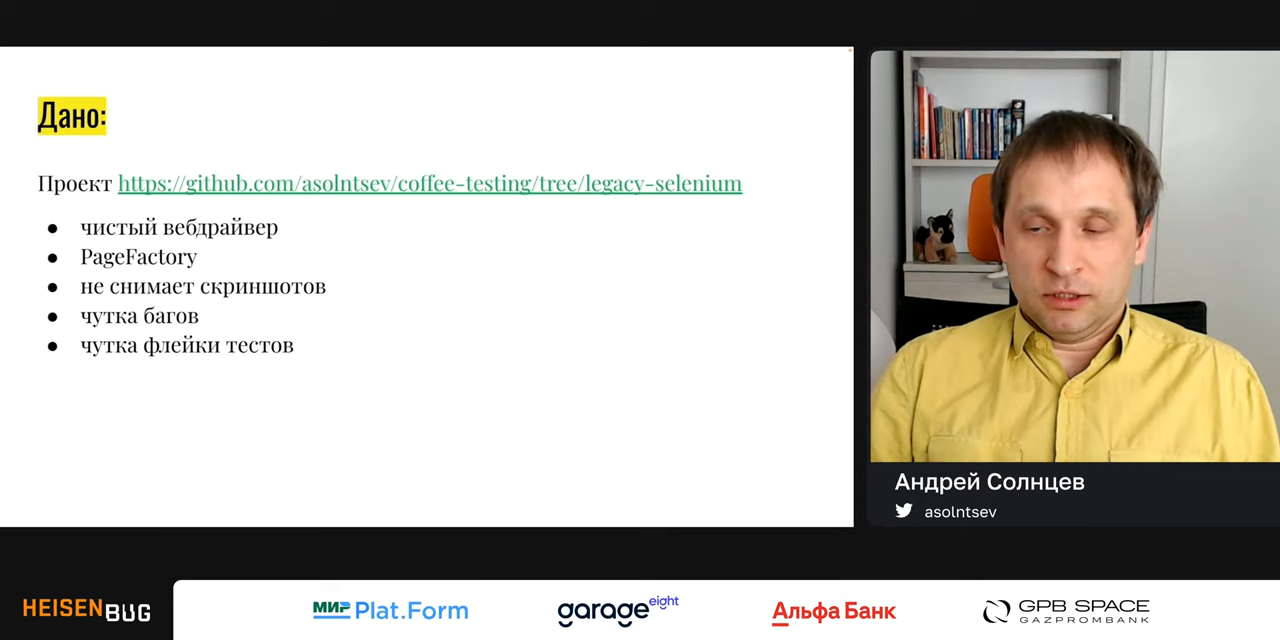 Дано:
Проект https://github.com/asolntsev/coffee-testing/tree/legacy-selenium
● чистый вебдрайвер
● PageFactory
● не снимает скриншотов
● чутка багов
● чутка флейки тестов
Андрей Солнцев
asolntsev
HEISENBUG
МИР Plat.Form
garage eight
Альфа Банк
GPB SPACE
GAZPROMBANK